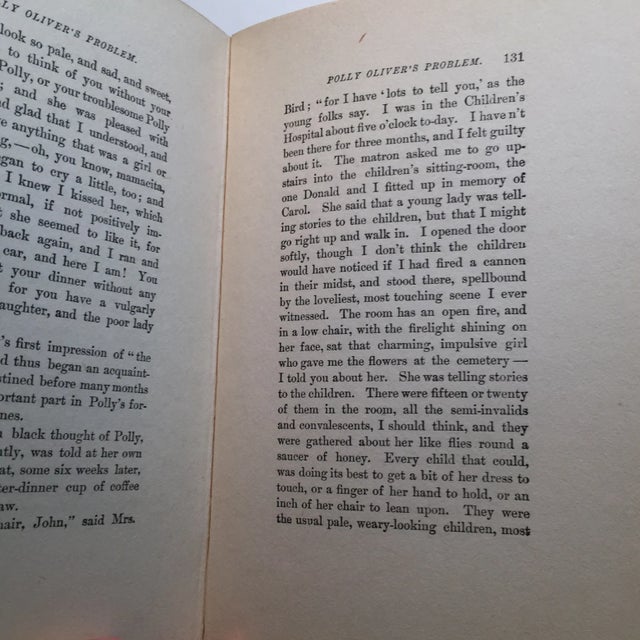 LY OLIVER'S PROBLEM.
look so pale, and sad, and sweet,
to think of you without your
Polly, or your troublesome Polly
; and she was pleased with
d glad that I understood, and
e anything that was a girl or
g, — oh, you know, mamacita,
gan to cry a little, too; and
I knew I kissed her, which
rmal, if not positively im-
t she seemed to like it, for
back again, and I ran and
car, and here I am! You
t your dinner without any
for you have a vulgarly
aughter, and the poor lady
's first impression of "the
d thus began an acquaint-
stined before many months
ortant part in Polly's for-
nes.
n black thought of Polly,
ntly, was told at her own
at, some six weeks later,
ter-dinner cup of coffee
aw.
hair, John," said Mrs.
POLLY OLIVER'S PROBLEM. 131
Bird; "for I have 'lots to tell you,' as the
young folks say. I was in the Children's
Hospital about five o'clock to-day. I have n't
been there for three months, and I felt guilty
about it. The matron asked me to go up-
stairs into the children's sitting-room, the
one Donald and I fitted up in memory of
Carol. She said that a young lady was tell-
ing stories to the children, but that I might
go right up and walk in. I opened the door
softly, though I don't think the children
would have noticed if I had fired a cannon
in their midst, and stood there, spellbound
by the loveliest, most touching scene I ever
witnessed. The room has an open fire, and
in a low chair, with the firelight shining on
her face, sat that charming, impulsive girl
who gave me the flowers at the cemetery —
I told you about her. She was telling stories
to the children. There were fifteen or twenty
of them in the room, all the semi-invalids
and convalescents, I should think, and they
were gathered about her like flies round a
saucer of honey. Every child that could,
was doing its best to get a bit of her dress to
touch, or a finger of her hand to hold, or an
inch of her chair to lean upon. They were
the usual pale, weary-looking children, most